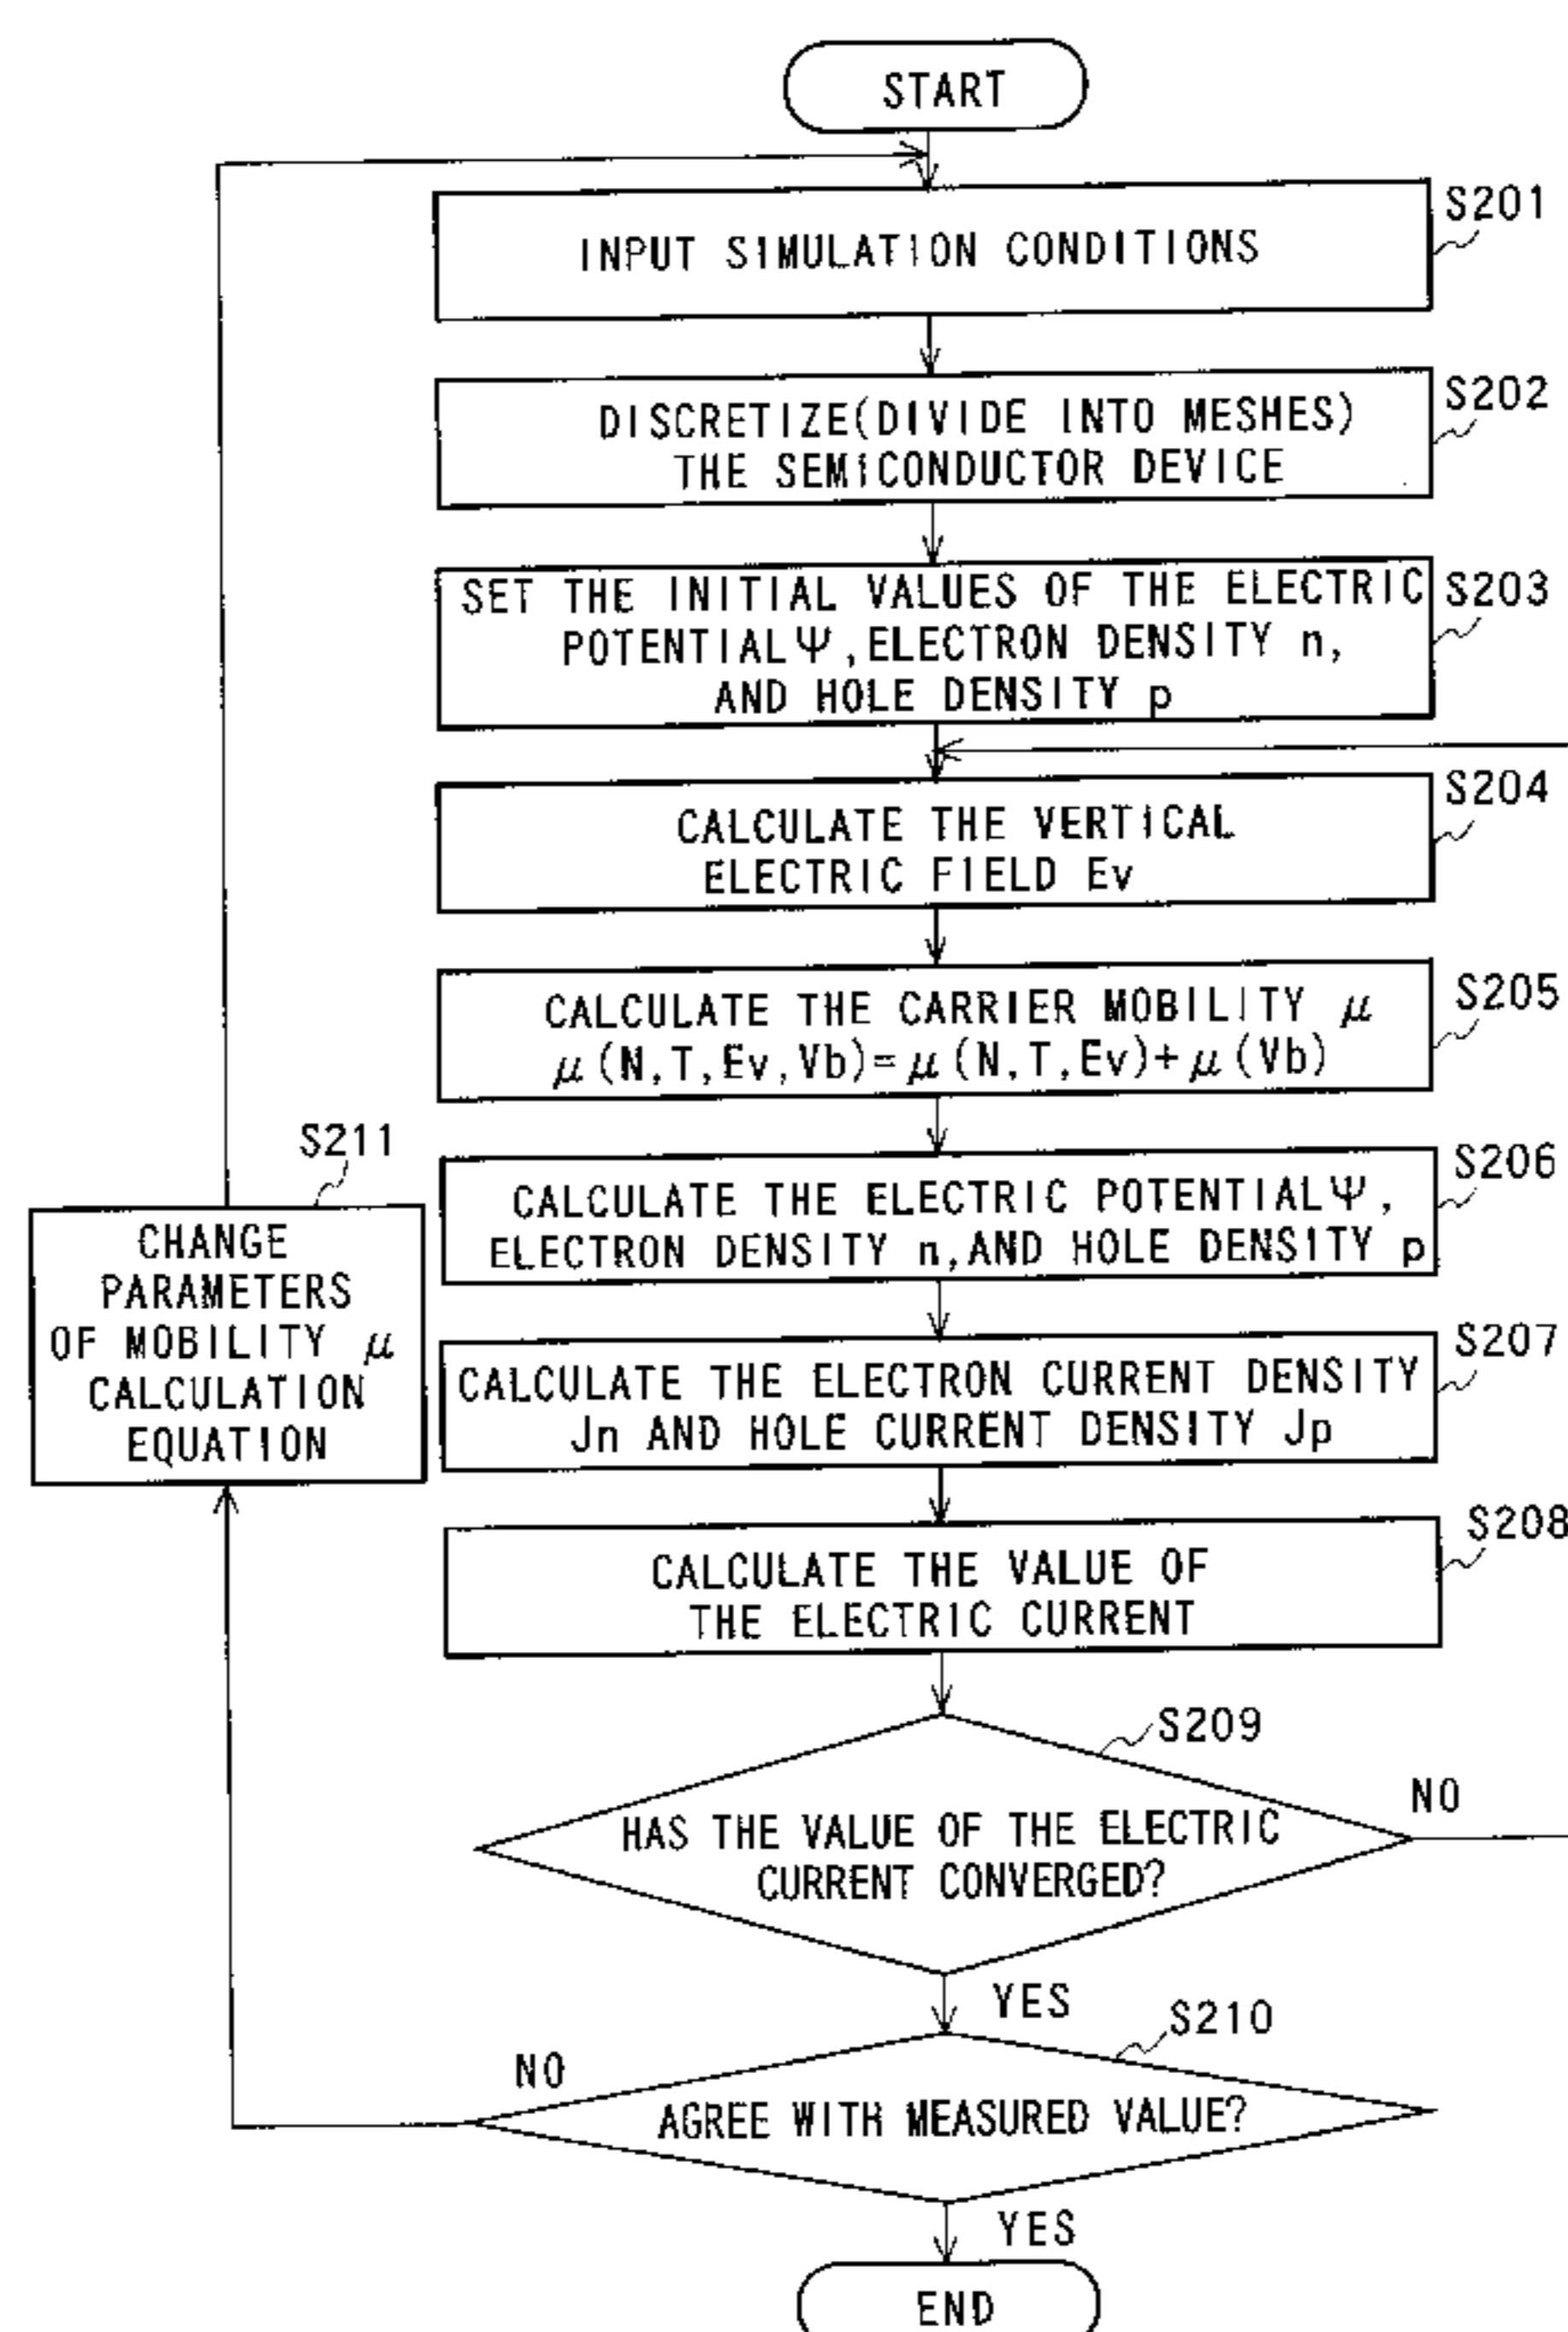 START
INPUT SIMULATION CONDITIONS
S201
DISCRETIZE(DIVIDE INTO MESHES)
THE SEMICONDUCTOR DEVICE
S202
SET THE INITIAL VALUES OF THE ELECTRIC
POTENTIAL Ψ, ELECTRON DENSITY n,
AND HOLE DENSITY p
S203
CALCULATE THE VERTICAL
ELECTRIC FIELD Ev
S204
CALCULATE THE CARRIER MOBILITY μ
μ(N,T,Ev,Vb)=μ(N,T,Ev)+μ(Vb)
S205
CALCULATE THE ELECTRIC POTENTIAL Ψ,
ELECTRON DENSITY n, AND HOLE DENSITY p
S206
CALCULATE THE ELECTRON CURRENT DENSITY
Jn AND HOLE CURRENT DENSITY Jp
S207
CALCULATE THE VALUE OF
THE ELECTRIC CURRENT
S208
S209
HAS THE VALUE OF THE ELECTRIC
CURRENT CONVERGED?
NO
YES
S210
AGREE WITH MEASURED VALUE?
NO
YES
S211
CHANGE
PARAMETERS
OF MOBILITY μ
CALCULATION
EQUATION
END